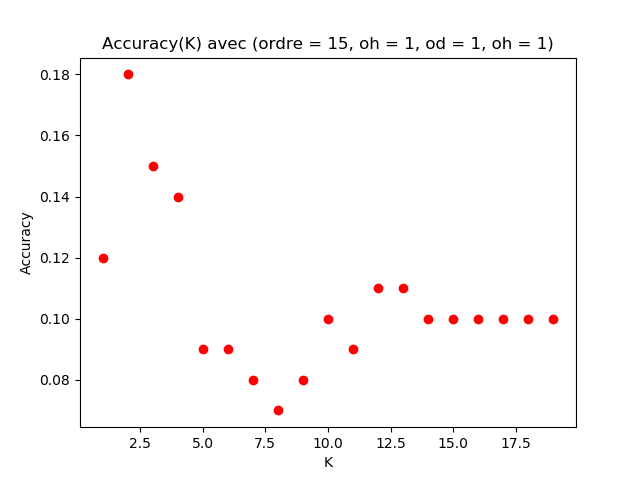 Accuracy(K) avec (ordre = 15, oh = 1, od = 1, oh = 1)
0.18
0.16
0.14
0.12
0.10
0.08
Accuracy
2.5 5.0 7.5 10.0 12.5 15.0 17.5
K